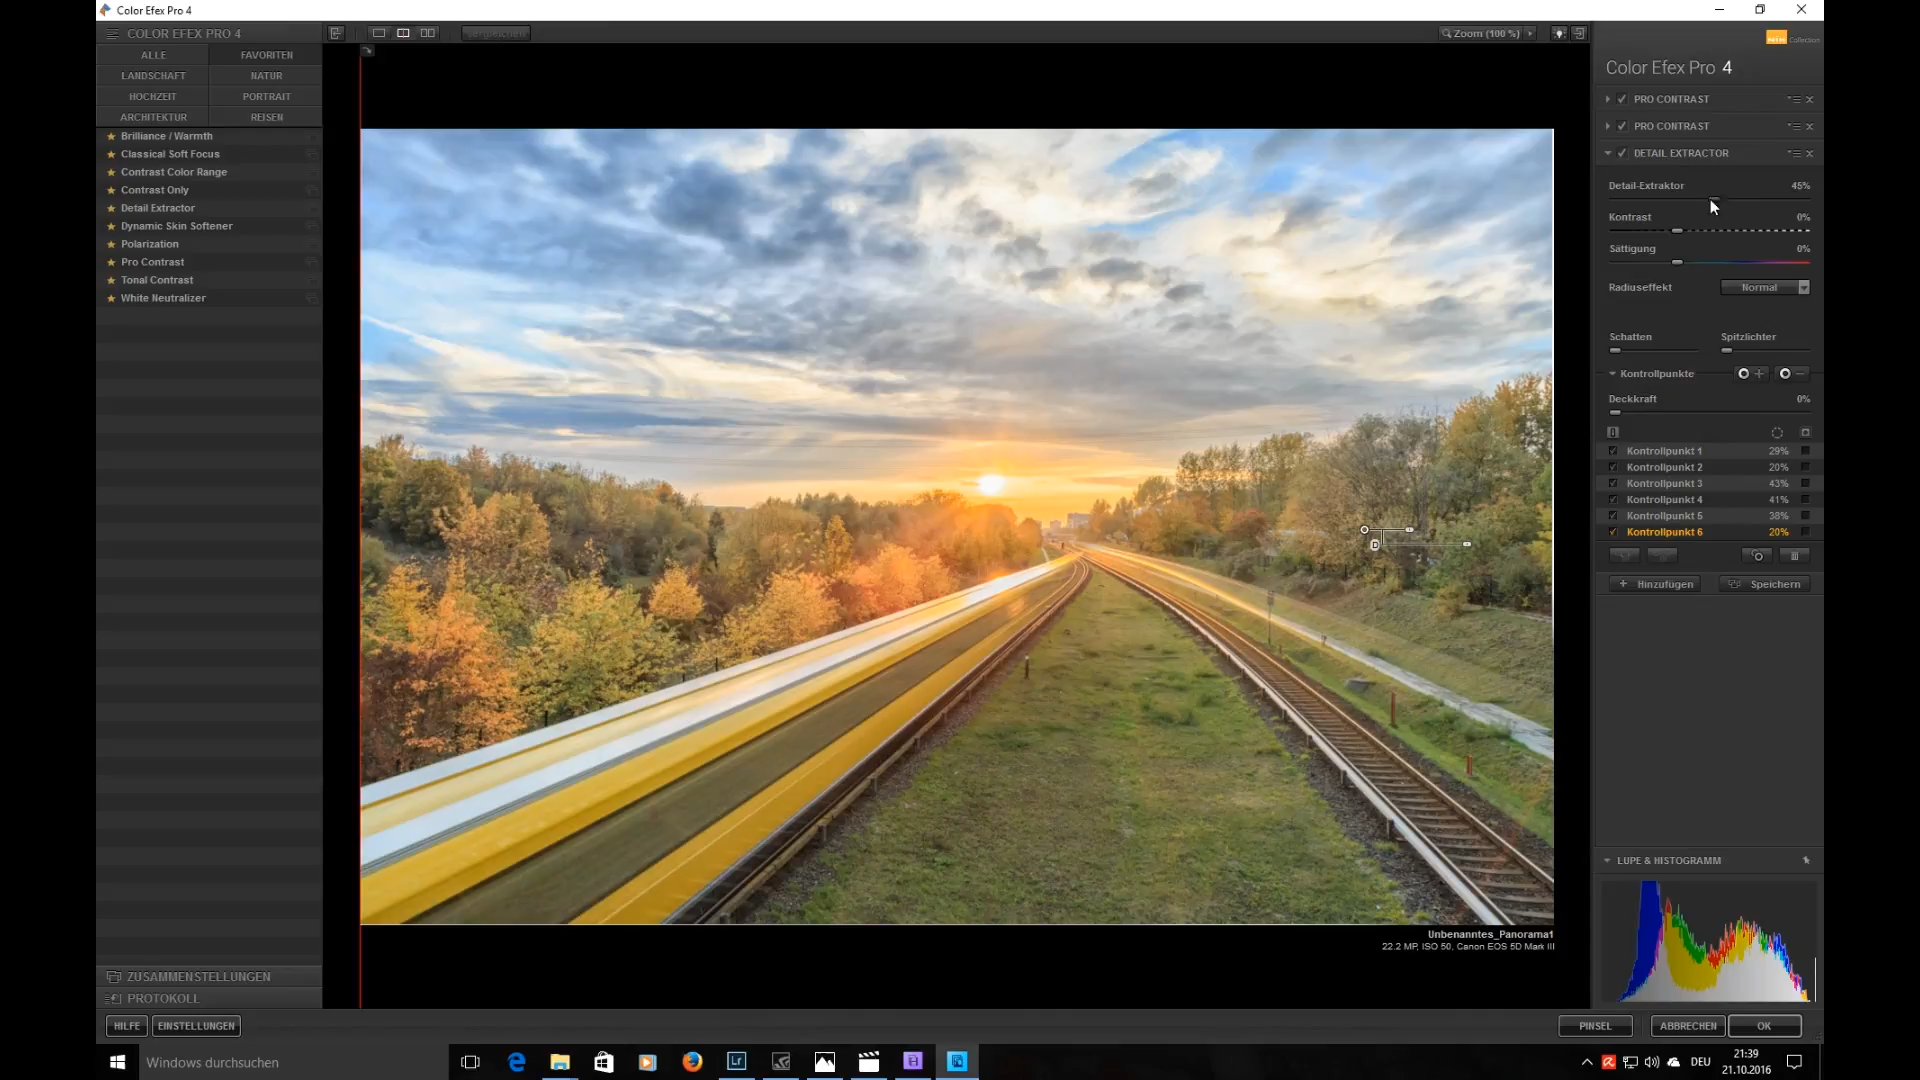 Color Efex Pro 4
COLOR EFEX PRO 4
ALLE
FAVORITEN
LANDSCHAFT
NATUR
HOCHZEIT
PORTRAIT
ARCHITEKTUR
REISEN
Brilliance / Warmth
Classical Soft Focus
Contrast Color Range
Contrast Only
Detail Extractor
Dynamic Skin Softener
Polarization
Pro Contrast
Tonal Contrast
White Neutralizer
ZUSAMMENSTELLUNGEN
PROTOKOLL
HILFE
EINSTELLUNGEN
Vergleichen
Zoom (100 %)
Unbenanntes_Panorama1
22.2 MP, ISO 50, Canon EOS 5D Mark III
Collection
Color Efex Pro 4
PRO CONTRAST
PRO CONTRAST
DETAIL EXTRACTOR
Detail-Extraktor 45%
Kontrast 0%
Sättigung 0%
Radiuseffekt Normal
Schatten Spitzlichter
Kontrollpunkte
Deckkraft 0%
Kontrollpunkt 1 29%
Kontrollpunkt 2 20%
Kontrollpunkt 3 43%
Kontrollpunkt 4 41%
Kontrollpunkt 5 38%
Kontrollpunkt 6 20%
Hinzufügen Speichern
LUPE & HISTOGRAMM
PINSEL
ABBRECHEN
OK
Windows durchsuchen
Lr
DEU
21:39
21.10.2016